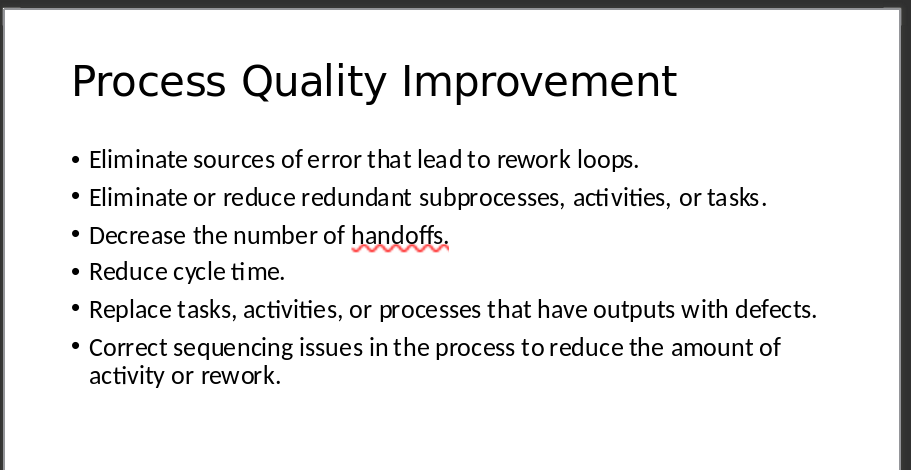 Process Quality Improvement
• Eliminate sources of error that lead to rework loops.
• Eliminate or reduce redundant subprocesses, activities, or tasks.
• Decrease the number of handoffs.
• Reduce cycle time.
• Replace tasks, activities, or processes that have outputs with defects.
• Correct sequencing issues in the process to reduce the amount of
activity or rework.